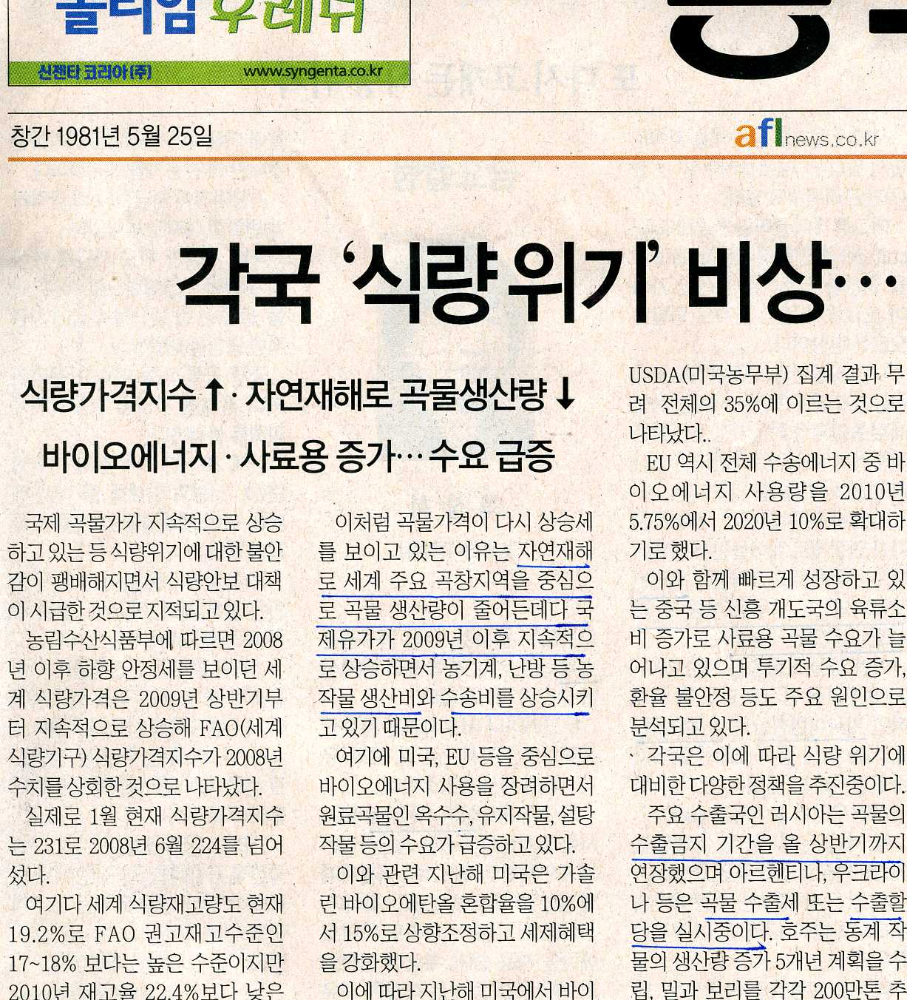 신젠타 코리아(주)
www.syngenta.co.kr
창간 1981년 5월 25일
aflnews.co.kr
각국 ‘식량 위기’ 비상…
식량가격지수↑·자연재해로 곡물생산량↓
바이오에너지·사료용 증가…수요 급증
국제 곡물가가 지속적으로 상승
하고 있는 등 식량위기에 대한 불안
감이 팽배해지면서 식량안보 대책
이 시급한 것으로 지적되고 있다.
농림수산식품부에 따르면 2008
년 이후 하향 안정세를 보이던 세
계 식량가격은 2009년 상반기부
터 지속적으로 상승해 FAO(세계
식량기구) 식량가격지수가 2008년
수치를 상회한 것으로 나타났다.
실제로 1월 현재 식량가격지수
는 231로 2008년 6월 224를 넘어
섰다.
여기다 세계 식량재고량도 현재
19.2%로 FAO 권고재고수준인
17~18% 보다는 높은 수준이지만
2010년 재고율 22.4%보다 낮은
이처럼 곡물가격이 다시 상승세
를 보이고 있는 이유는 자연재해
로 세계 주요 곡창지역을 중심으
로 곡물 생산량이 줄어든데다 국
제유가가 2009년 이후 지속적으
로 상승하면서 농기계, 난방 등 농
작물 생산비와 수송비를 상승시키
고 있기 때문이다.
여기에 미국, EU 등을 중심으로
바이오에너지 사용을 장려하면서
원료곡물인 옥수수, 유지작물, 설탕
작물 등의 수요가 급증하고 있다.
이와 관련 지난해 미국은 가솔
린 바이오에탄올 혼합율을 10%에
서 15%로 상향조정하고 세제혜택
을 강화했다.
이에 따라 지난해 미국에서 바이
USDA(미국농무부) 집계 결과 무
려 전체의 35%에 이르는 것으로
나타났다..
EU 역시 전체 수송에너지 중 바
이오에너지 사용량을 2010년
5.75%에서 2020년 10%로 확대하
기로 했다.
이와 함께 빠르게 성장하고 있
는 중국 등 신흥 개도국의 육류소
비 증가로 사료용 곡물 수요가 늘
어나고 있으며 투기적 수요 증가,
환율 불안정 등도 주요 원인으로
분석되고 있다.
각국은 이에 따라 식량 위기에
대비한 다양한 정책을 추진중이다.
주요 수출국인 러시아는 곡물의
수출금지 기간을 올 상반기까지
연장했으며 아르헨티나, 우크라이
나 등은 곡물 수출세 또는 수출할
당을 실시중이다. 호주는 동계 작
물의 생산량 증가 5개년 계획을 수
립, 밀과 보리를 각각 200만톤 추